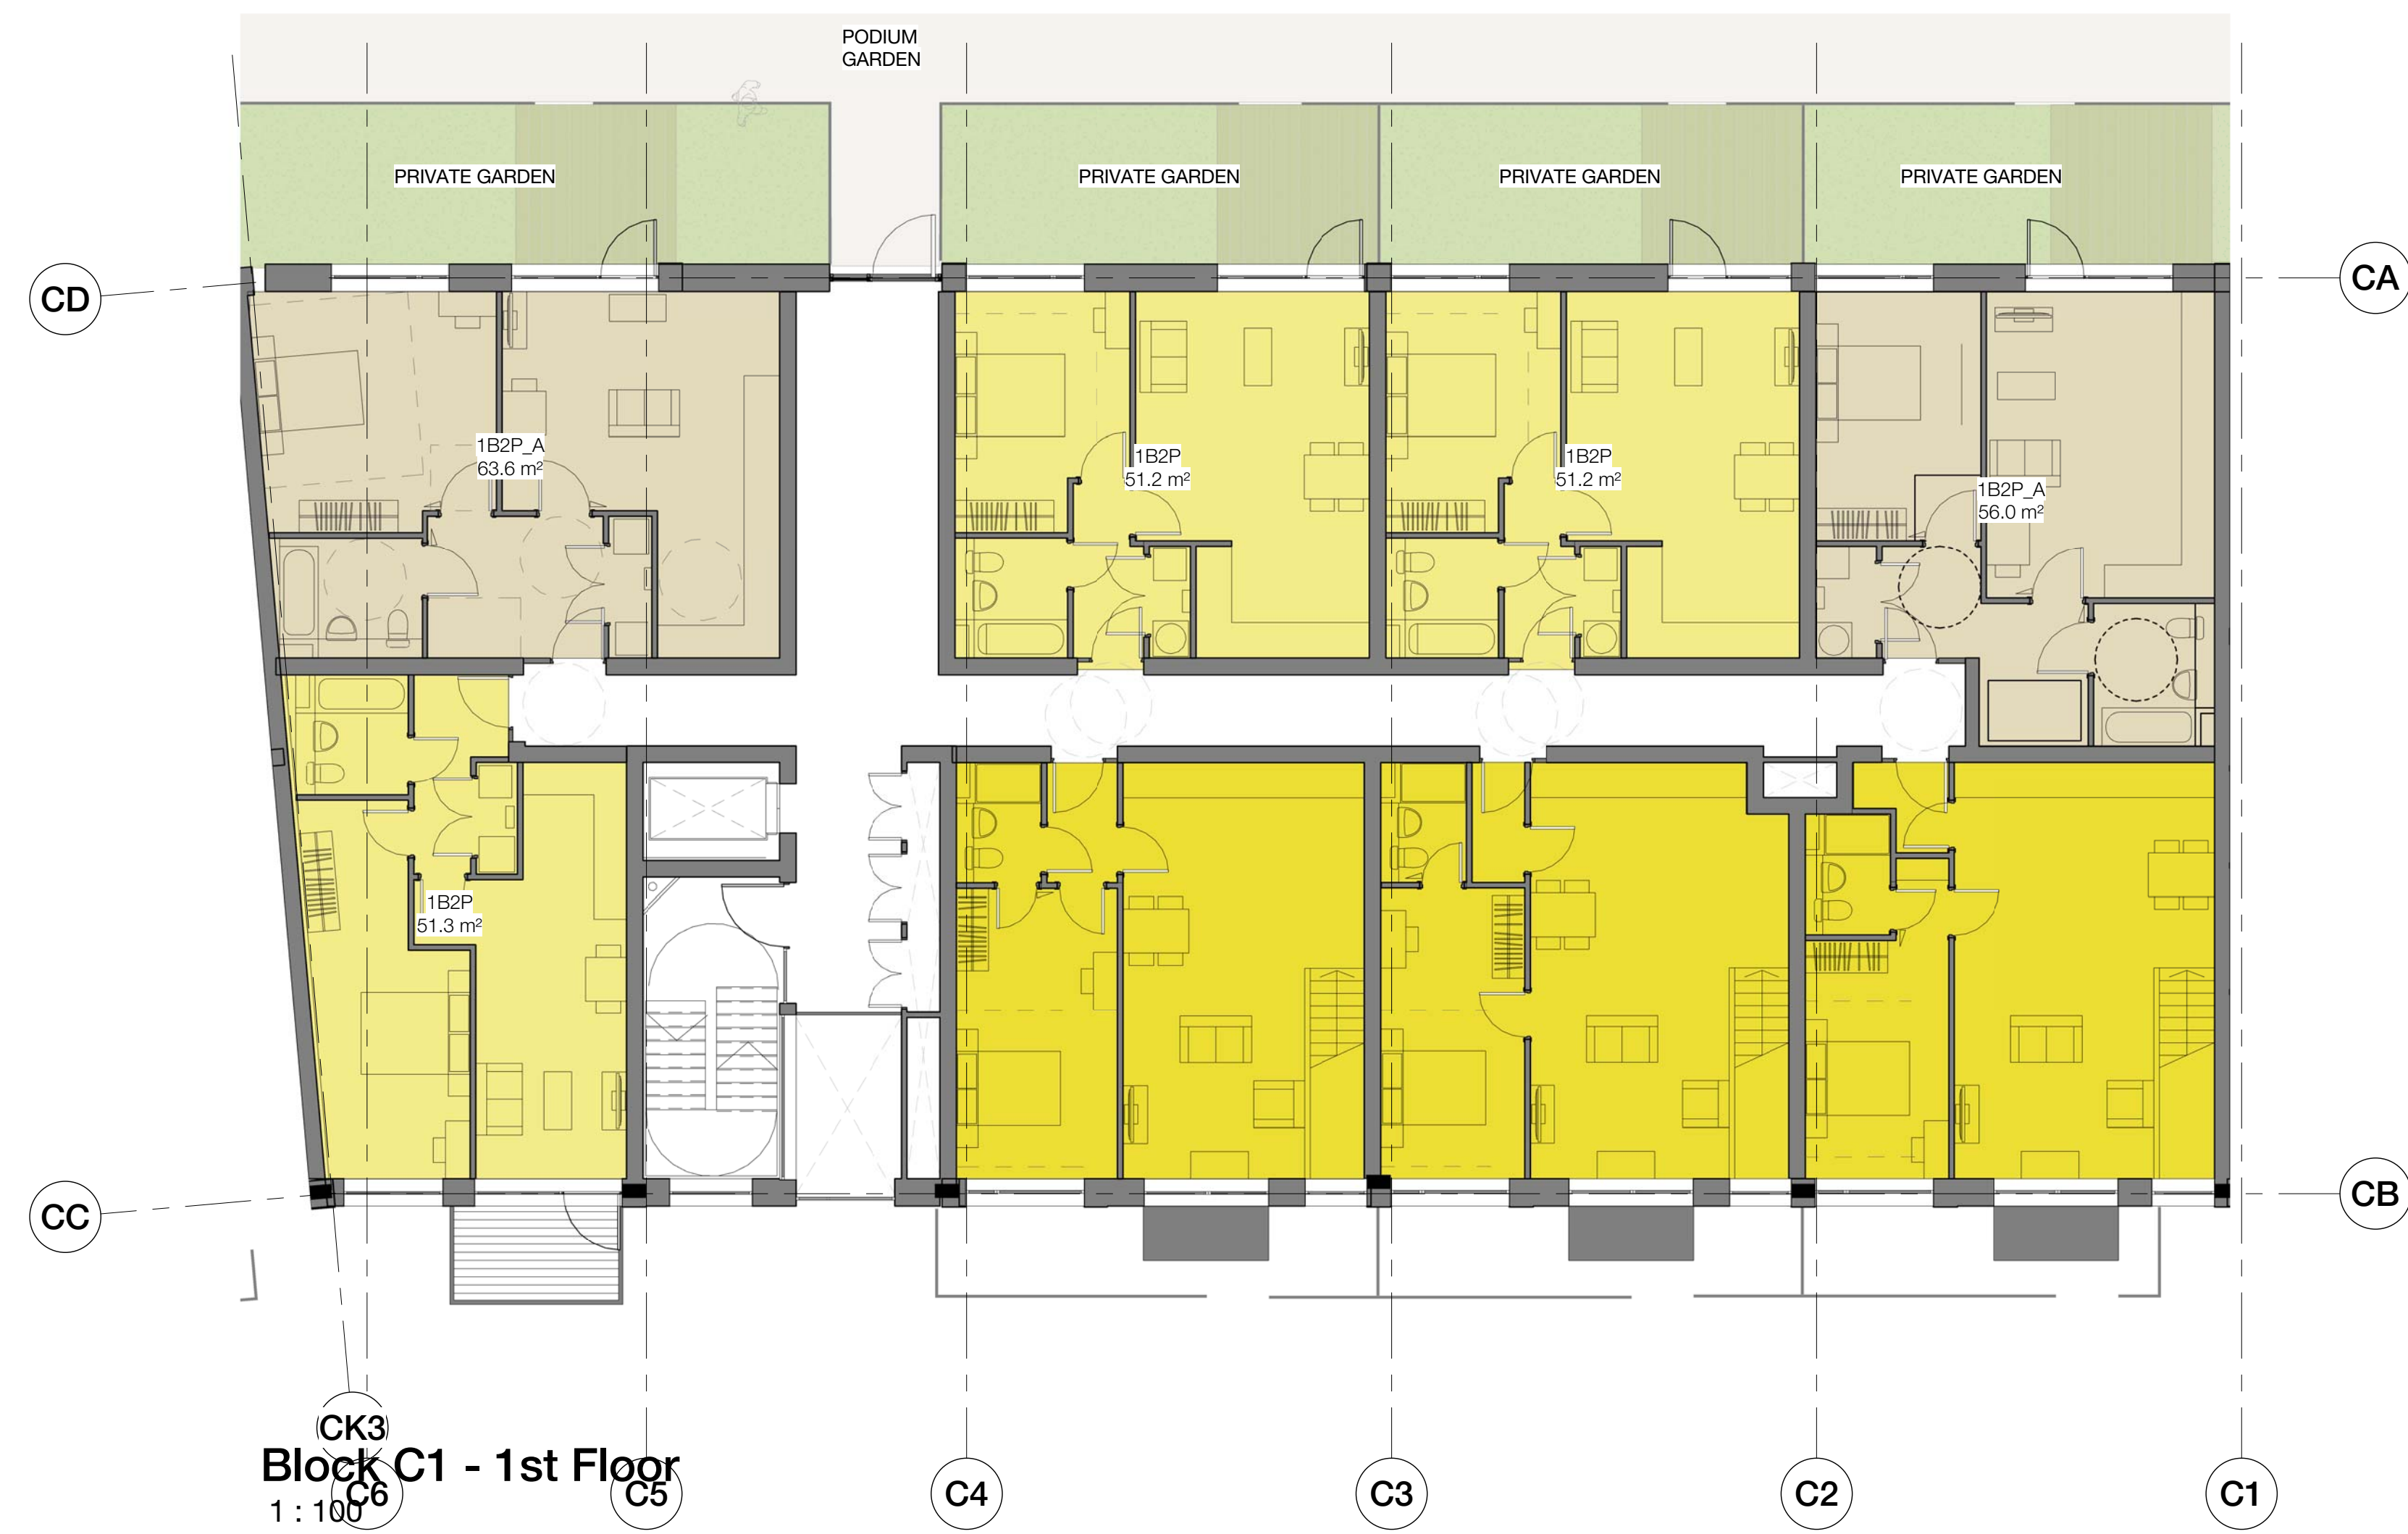 PODIUM
GARDEN
PRIVATE GARDEN
PRIVATE GARDEN
PRIVATE GARDEN
PRIVATE GARDEN
CD
CA
1B2P_A
63.6 m²
1B2P
51.2 m²
1B2P
51.2 m²
1B2P_A
56.0 m²
1B2P
51.3 m²
CC
CB
CK3
Block C1 - 1st Floor
1 : 100
C6
C5
C4
C3
C2
C1